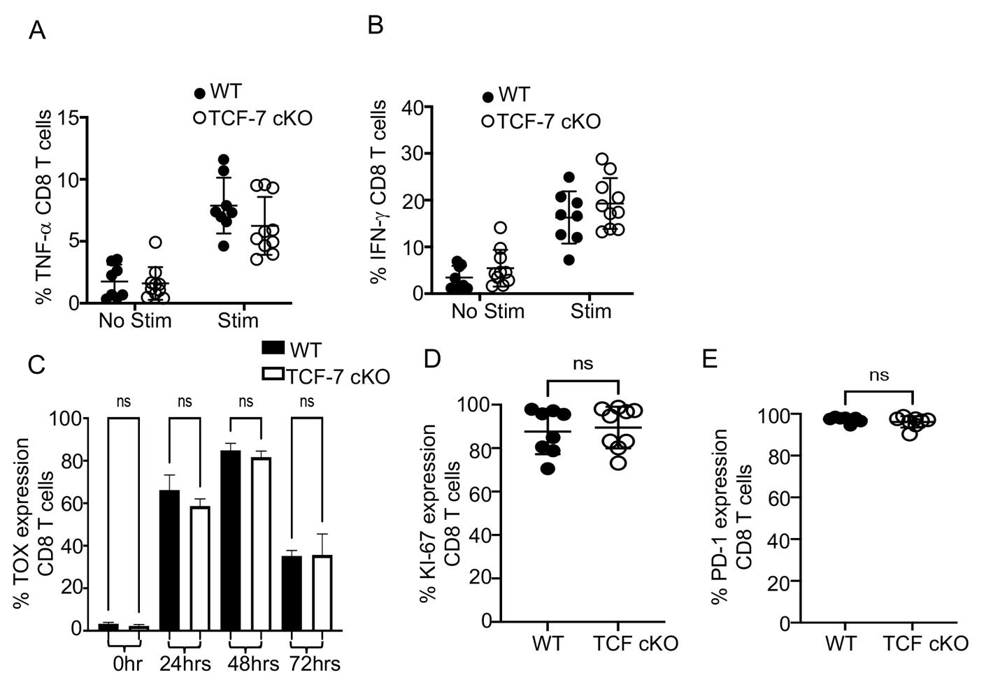 A
WT
TCF-7 cKO
% TNF-α CD8 T cells
15
10
5
0
No Stim
Stim
B
WT
TCF-7 cKO
% IFN-γ CD8 T cells
40
30
20
10
0
No Stim
Stim
C
WT
TCF-7 cKO
ns
ns
ns
ns
% TOX expression
CD8 T cells
100
80
60
40
20
0
0hr
24hrs
48hrs
72hrs
D
ns
% KI-67 expression
CD8 T cells
100
80
60
40
20
0
WT
TCF cKO
E
ns
% PD-1 expression
CD8 T cells
100
80
60
40
20
0
WT
TCF cKO